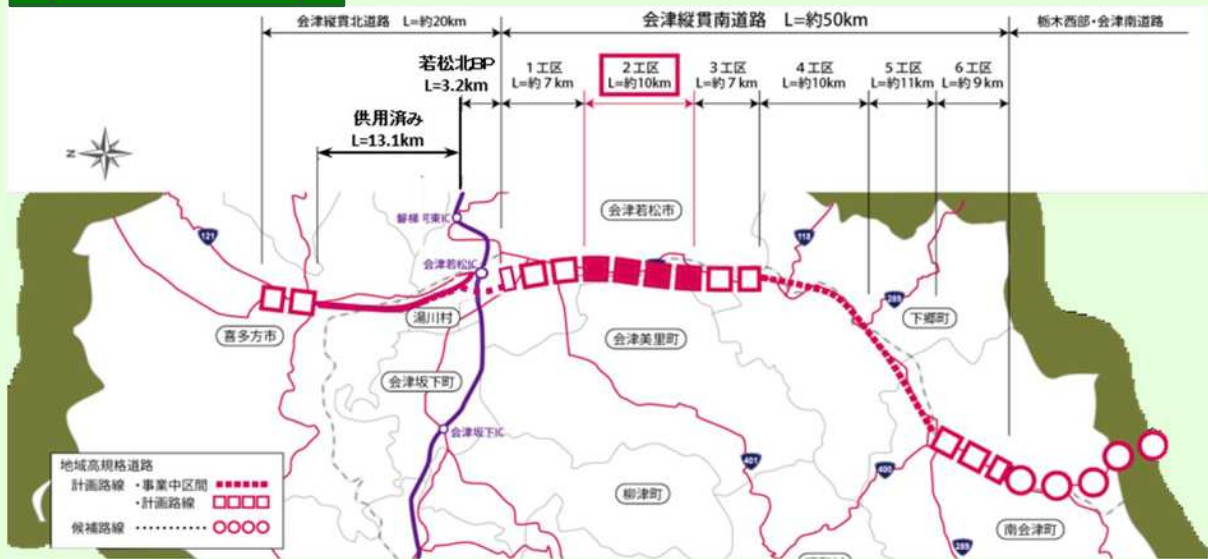 会津縦貫北道路 L=約20km
会津縦貫南道路 L=約50km
栃木西部・会津南道路
若松北BP
L=3.2km
1工区
L=約7km
2工区
L=約10km
3工区
L=約7km
4工区
L=約10km
5工区
L=約11km
6工区
L=約9km
供用済み
L=13.1km
N
会津若松市
121
118
会津若松IC
289
湯川村
下郷町
喜多方市
会津美里町
会津坂下町
会津坂下IC
401
400
地域高規格道路
計画路線 ・事業中区間
・計画路線
候補路線 ・・・・・・・・・・
柳津町
南会津町
289